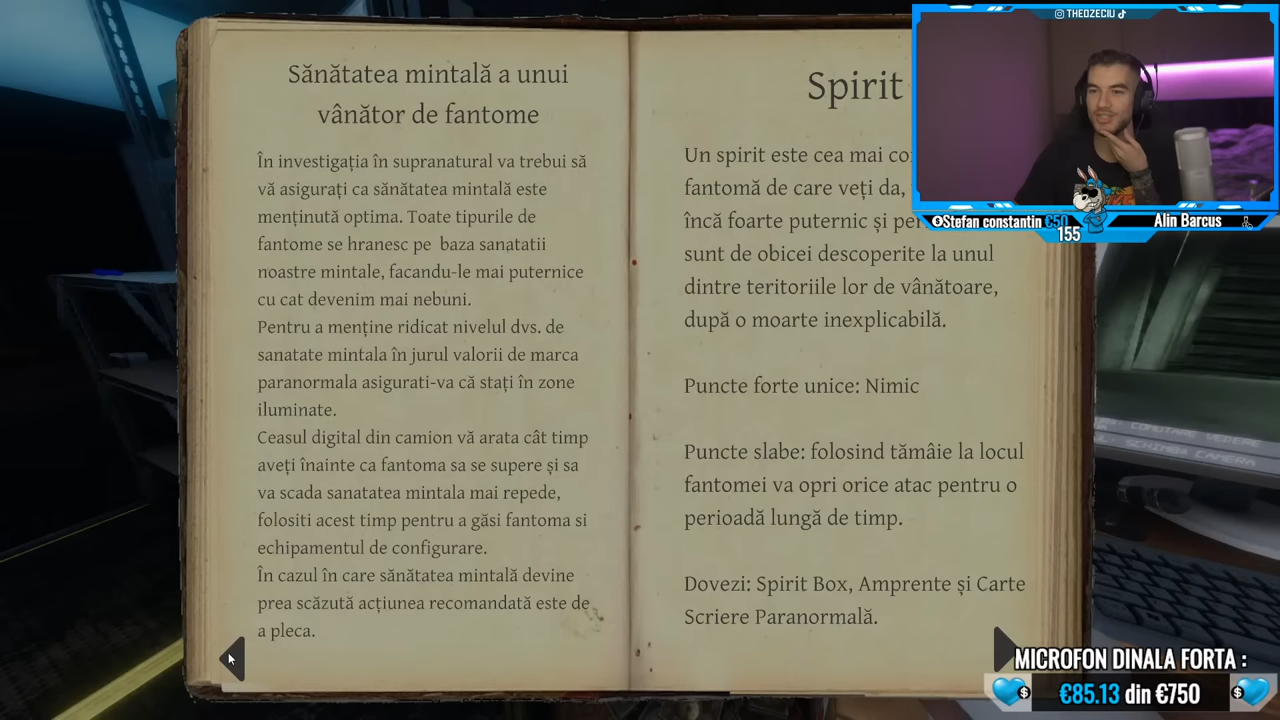 Sănătatea mintală a unui
vânător de fantome
În investigația în supranatural va trebui să
vă asigurați ca sănătatea mintală este
menținută optima. Toate tipurile de
fantome se hrănesc pe  baza sanatatii
noastre mintale, facandu-le mai puternice
cu cat devenim mai nebuni.
Pentru a menține ridicat nivelul dvs. de
sanatate mintala în jurul valorii de marca
paranormala asigurati-va că stați în zone
iluminate.
Ceasul digital din camion vă arata cât timp
aveți înainte ca fantoma sa se supere și sa
va scada sanatatea mintala mai repede,
folositi acest timp pentru a găsi fantoma si
echipamentul de configurare.
În cazul în care sănătatea mintală devine
prea scăzută acțiunea recomandată este de
a pleca.
Spirit
Un spirit este cea mai
fantomă de care veți da,
încă foarte puternic și
sunt de obicei descoperite la unul
dintre teritoriile lor de vânătoare,
după o moarte inexplicabilă.
Puncte forte unice: Nimic
Puncte slabe: folosind tămâie la locul
fantomei va opri orice atac pentru o
perioadă lungă de timp.
Dovezi: Spirit Box, Amprente și Carte
Scriere Paranormală.
THEOZECIU
Stefan constantin €50
Alin Barcus
155
COMUTARE VEDERE
SCHIMBA CAMERA
MICROFON DINALA FORTA :
€85.13 din €750